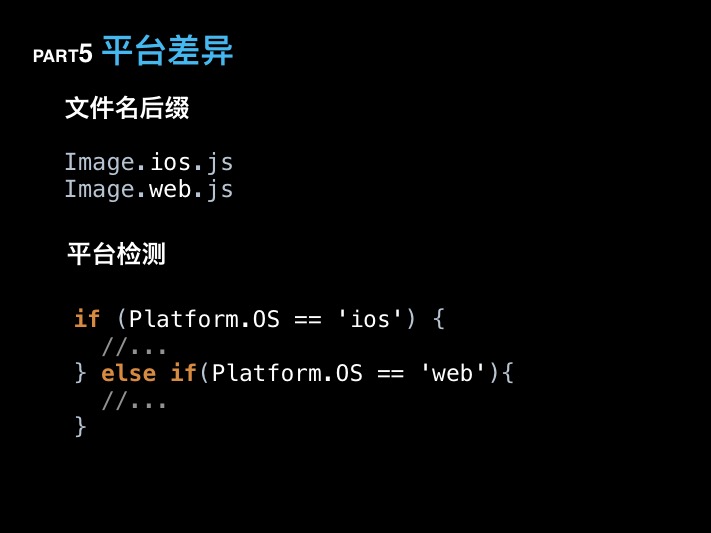 PART5 平台差异
文件名后缀
Image.ios.js
Image.web.js
平台检测
if (Platform.OS == 'ios') {
  //...
} else if(Platform.OS == 'web'){
  //...
}